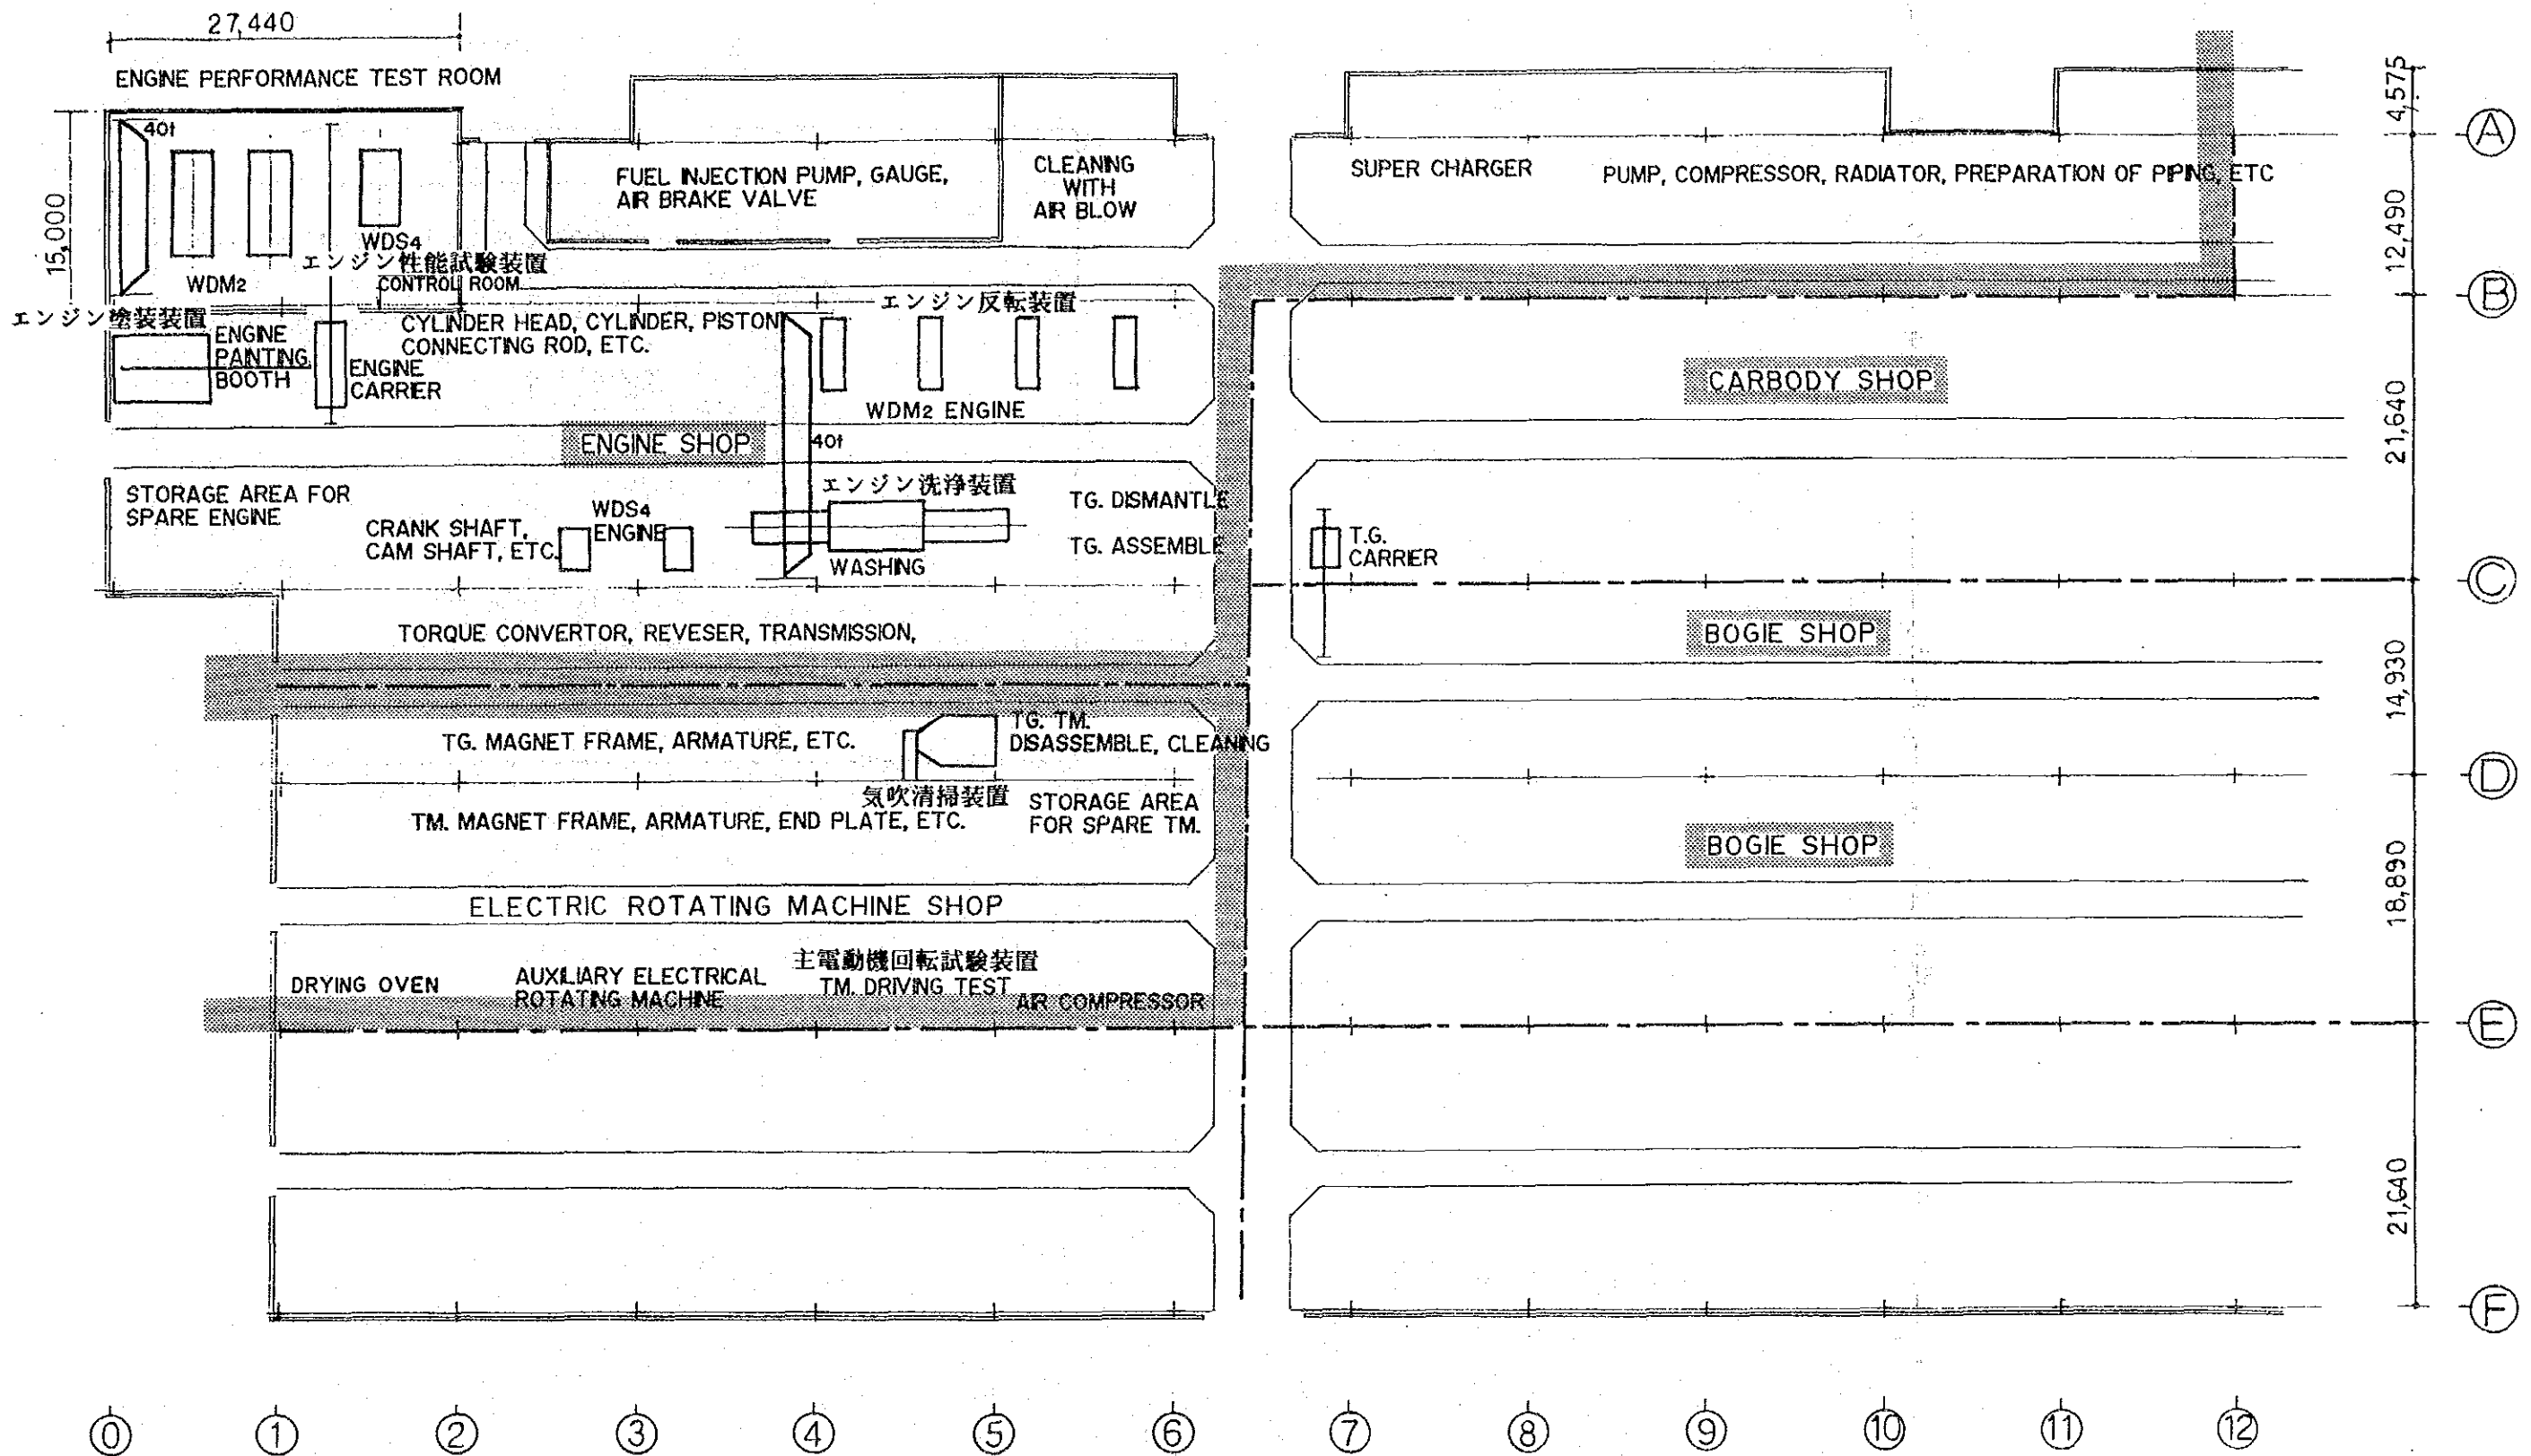 27,440
ENGINE PERFORMANCE TEST ROOM
4,575
A
40t
15,000
FUEL INJECTION PUMP, GAUGE,
AIR BRAKE VALVE
CLEANING
WITH
AIR BLOW
SUPER CHARGER
PUMP, COMPRESSOR, RADIATOR, PREPARATION OF PIPING, ETC
12,490
WDS4
エンジン性能試験装置
WDM2
CONTROL ROOM
B
エンジン塗装装置
ENGINE
PANTING
BOOTH
ENGINE
CARRIER
CYLINDER HEAD, CYLINDER, PISTON
CONNECTING ROD, ETC.
エンジン反転装置
WDM2 ENGINE
CARBODY SHOP
21,640
ENGINE SHOP
40t
STORAGE AREA FOR
SPARE ENGINE
CRANK SHAFT,
CAM SHAFT, ETC.
WDS4
ENGINE
エンジン洗浄装置
WASHING
TG. DISMANTLE
TG. ASSEMBLE
T.G.
CARRIER
C
TORQUE CONVERTOR, REVESER, TRANSMISSION,
BOGIE SHOP
14,930
TG. MAGNET FRAME, ARMATURE, ETC.
TG. TM.
DISASSEMBLE, CLEANING
D
気吹清掃装置
TM. MAGNET FRAME, ARMATURE, END PLATE, ETC.
STORAGE AREA
FOR SPARE TM.
BOGIE SHOP
18,890
ELECTRIC ROTATING MACHINE SHOP
DRYING OVEN
AUXILIARY ELECTRICAL
ROTATING MACHINE
主電動機回転試験装置
TM. DRIVING TEST
AIR COMPRESSOR
E
21,640
F
0 1 2 3 4 5 6 7 8 9 10 11 12